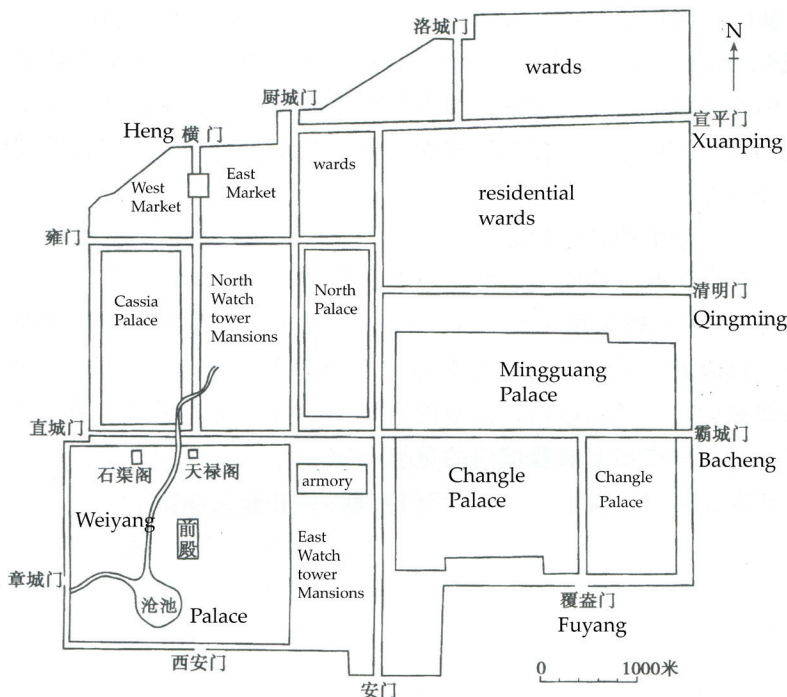 洛城门
N
wards
厨城门
宣平门
Xuanping
Heng 横门
wards
East
Market
West
Market
residential
wards
雍门
清明门
Qingming
North
Watch
tower
Mansions
North
Palace
Cassia
Palace
Mingguang
Palace
直城门
霸城门
Bacheng
石渠阁
天禄阁
armory
Changle
Palace
Changle
Palace
Weiyang
前
殿
East
Watch
tower
Mansions
章城门
沧池
Palace
覆盎门
Fuyang
西安门
安门
0 1000米